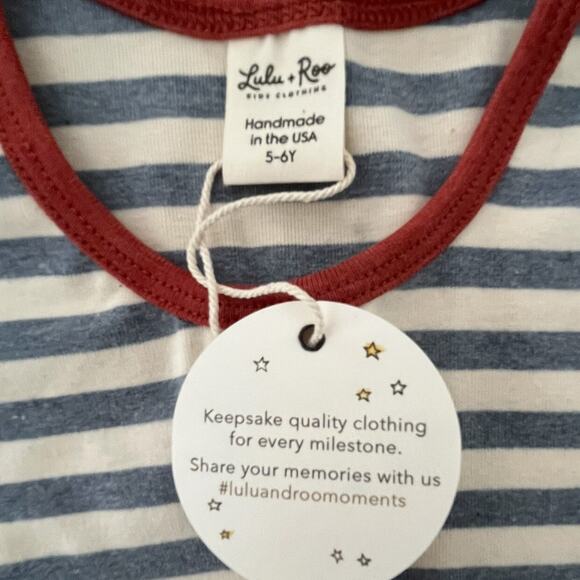 Lulu + Roo
KIDS CLOTHING
Handmade
in the USA
5-6Y
Keepsake quality clothing
for every milestone.
Share your memories with us
#luluandroomoments